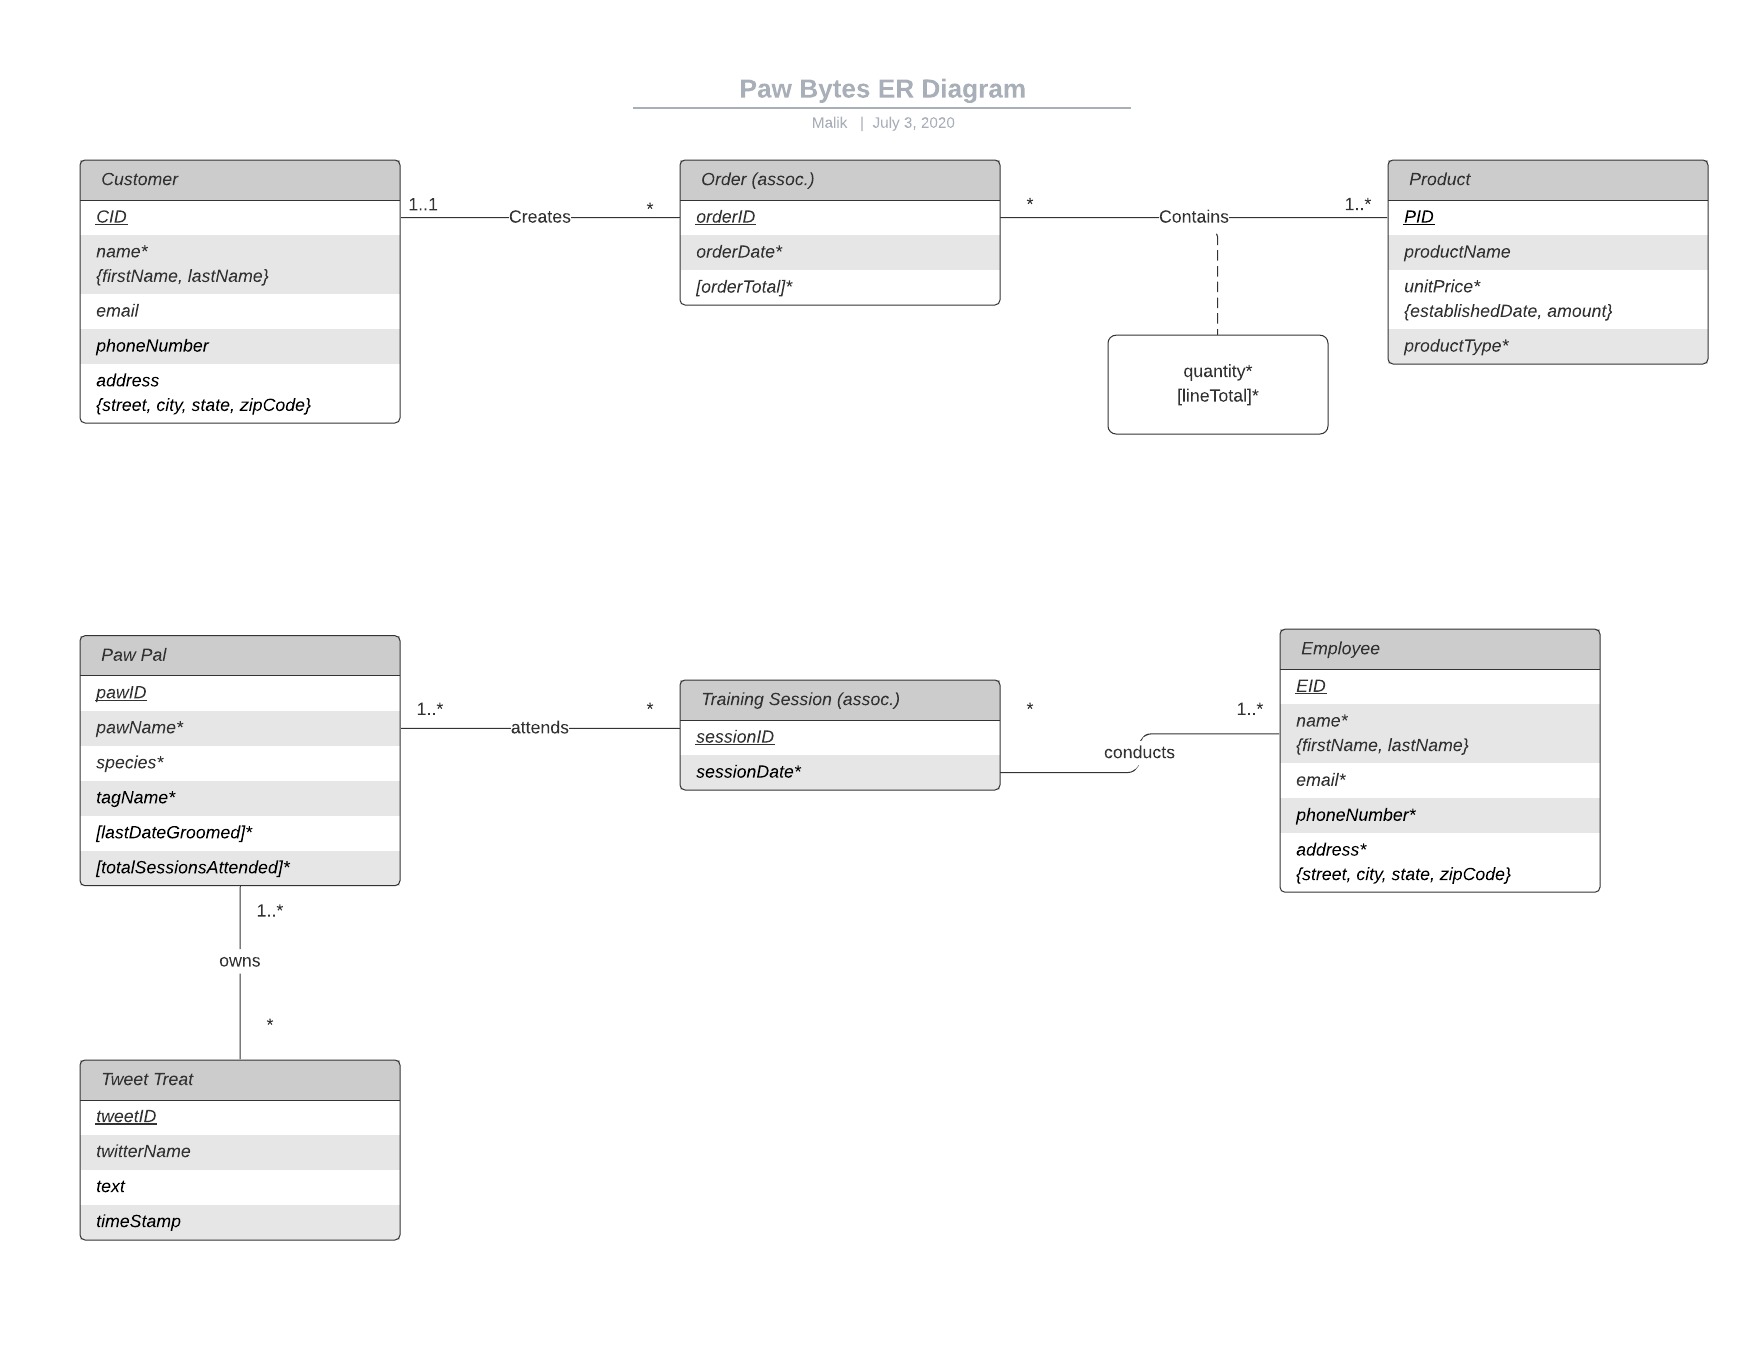 Paw Bytes ER Diagram
Malik | July 3, 2020
Customer
CID
name*
{firstName, lastName}
email
phoneNumber
address
{street, city, state, zipCode}
1..1
Creates
*
Order (assoc.)
orderID
orderDate*
[orderTotal]*
*
Contains
1..*
quantity*
[lineTotal]*
Product
PID
productName
unitPrice*
{establishedDate, amount}
productType*
Paw Pal
pawID
pawName*
species*
tagName*
[lastDateGroomed]*
[totalSessionsAttended]*
1..*
attends
*
Training Session (assoc.)
sessionID
sessionDate*
*
conducts
1..*
Employee
EID
name*
{firstName, lastName}
email*
phoneNumber*
address*
{street, city, state, zipCode}
1..*
owns
*
Tweet Treat
tweetID
twitterName
text
timeStamp